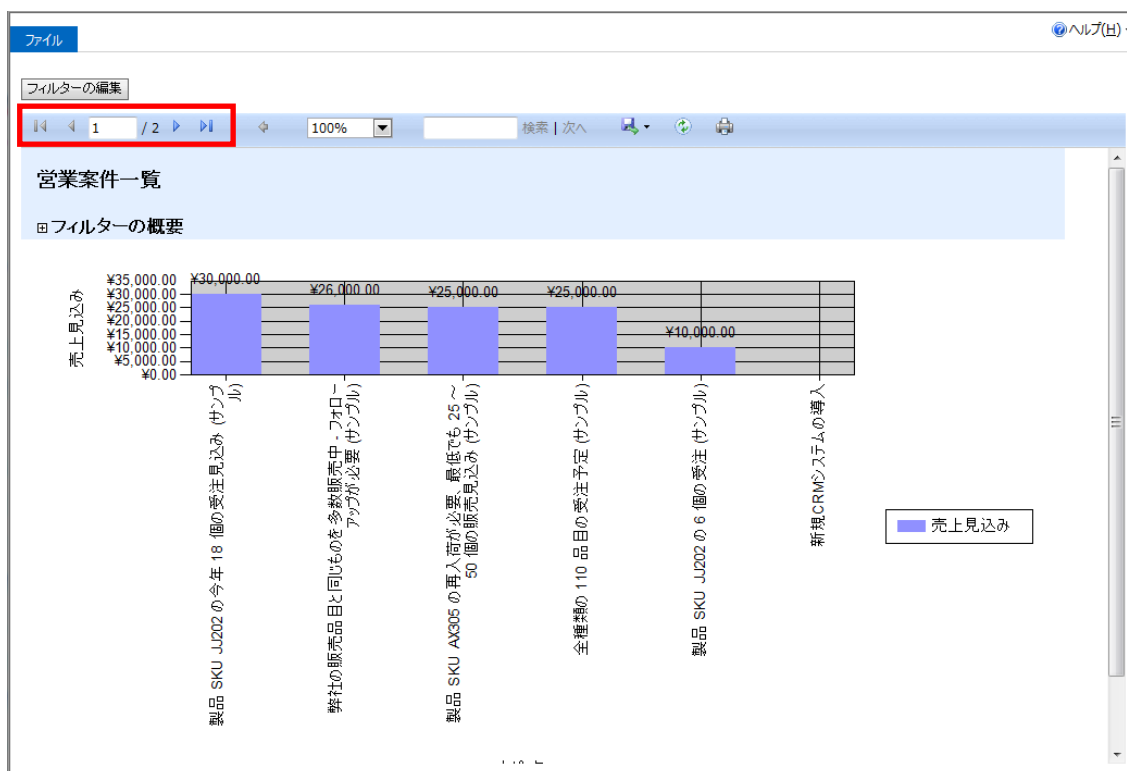 ファイル
ヘルプ(H)
フィルターの編集
1 / 2
100%
検索 | 次へ
営業案件一覧
フィルターの概要
売上見込み
¥35,000.00
¥30,000.00
¥25,000.00
¥20,000.00
¥15,000.00
¥10,000.00
¥5,000.00
¥0.00
¥30,000.00
¥26,000.00
¥25,000.00
¥25,000.00
¥10,000.00
製品 SKU JJ202 の今年 18 個の受注見込み (サンプ
ル)
弊社の販売品目と同じものを多数販売中 - フォロー
アップが必要 (サンプル)
製品 SKU AX305 の再入荷が必要、最低でも 25 ～
50 個の販売見込み (サンプル)
全種類の 110 品目の受注予定 (サンプル)
製品 SKU JJ202 の 6 個の受注 (サンプル)
新規CRMシステムの導入
売上見込み